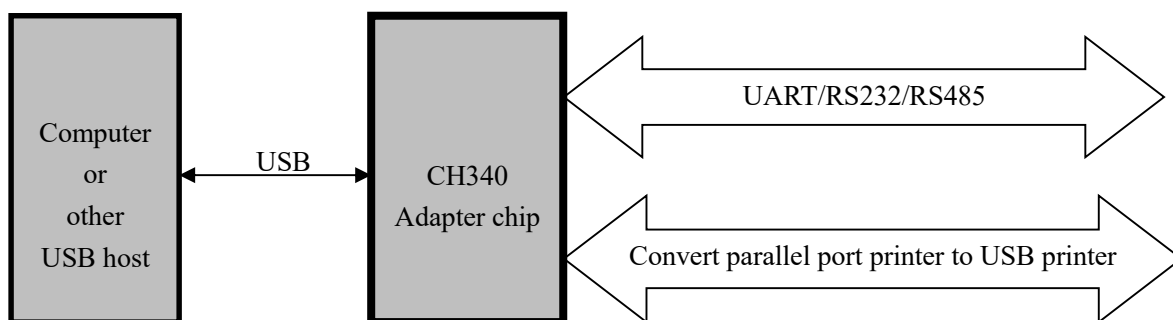 Computer
or
other
USB host
USB
CH340
Adapter chip
UART/RS232/RS485
Convert parallel port printer to USB printer